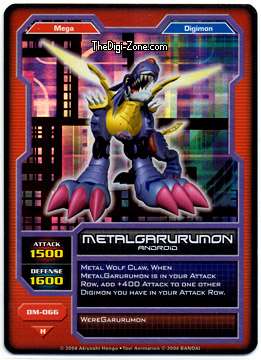 Mega
Digimon
TheDigi-Zone.com
METALGARURUMON
ANDROID
ATTACK
1500
DEFENSE
1600
METAL WOLF CLAW. WHEN
METALGARURUMON IS IN YOUR ATTACK
ROW, ADD +400 ATTACK TO ONE OTHER
DIGIMON YOU HAVE IN YOUR ATTACK ROW.
DM-066
H
WEREGARURUMON
© 2004 Akiyoshi Hongo • Toei Animation © 2004 BANDAI